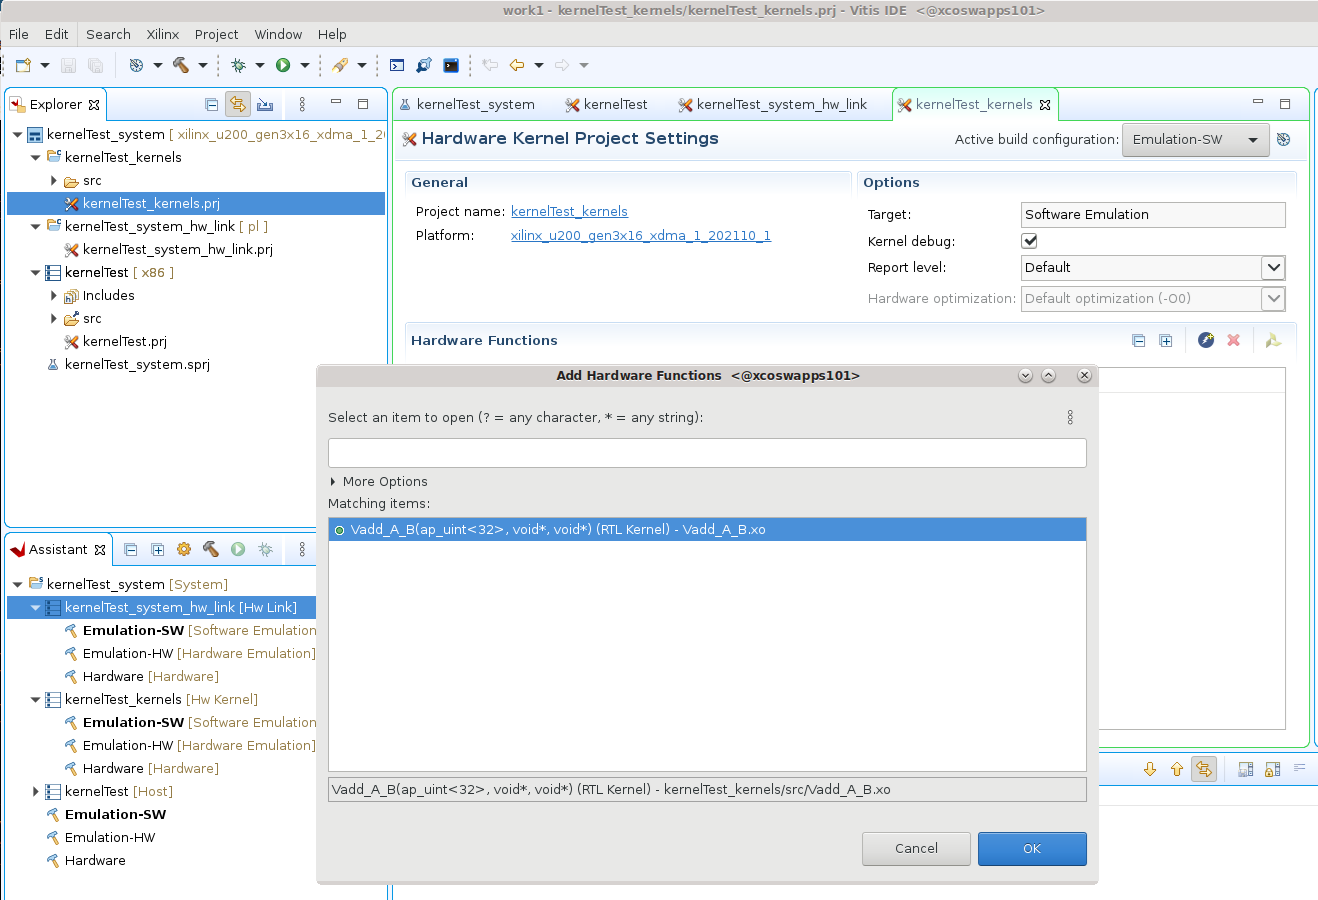 work1 - kernelTest_kernels/kernelTest_kernels.prj - Vitis IDE <@xcoswapps101>
File Edit Search Xilinx Project Window Help
Explorer
kernelTest_system [ xilinx_u200_gen3x16_xdma_1_20
kernelTest_kernels
src
kernelTest_kernels.prj
kernelTest_system_hw_link [ pl ]
kernelTest_system_hw_link.prj
kernelTest [ x86 ]
Includes
src
kernelTest.prj
kernelTest_system.sprj
kernelTest_system kernelTest kernelTest_system_hw_link kernelTest_kernels
Hardware Kernel Project Settings
Active build configuration: Emulation-SW
General
Project name: kernelTest_kernels
Platform: xilinx_u200_gen3x16_xdma_1_202110_1
Options
Target: Software Emulation
Kernel debug:
Report level: Default
Hardware optimization: Default optimization (-O0)
Hardware Functions
Assistant
kernelTest_system [System]
kernelTest_system_hw_link [Hw Link]
Emulation-SW [Software Emulation
Emulation-HW [Hardware Emulation]
Hardware [Hardware]
kernelTest_kernels [Hw Kernel]
Emulation-SW [Software Emulation
Emulation-HW [Hardware Emulation]
Hardware [Hardware]
kernelTest [Host]
Emulation-SW
Emulation-HW
Hardware
Add Hardware Functions <@xcoswapps101>
Select an item to open (? = any character, * = any string):
More Options
Matching items:
Vadd_A_B(ap_uint<32>, void*, void*) (RTL Kernel) - Vadd_A_B.xo
Vadd_A_B(ap_uint<32>, void*, void*) (RTL Kernel) - kernelTest_kernels/src/Vadd_A_B.xo
Cancel OK